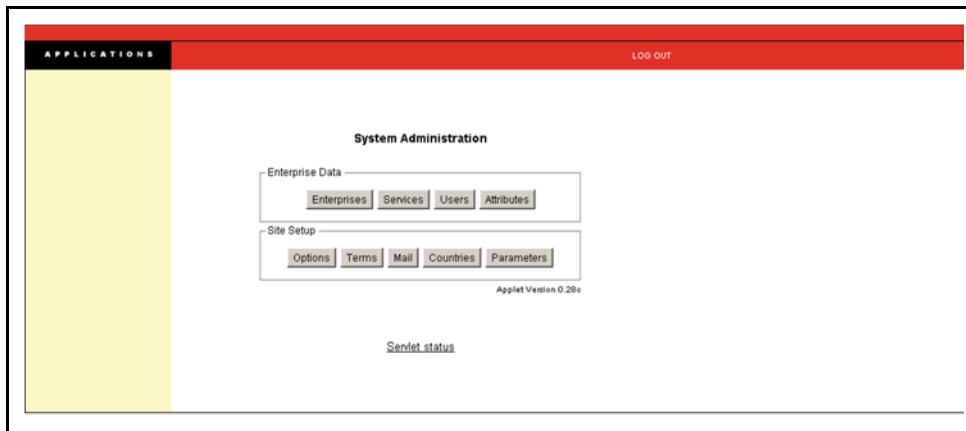 APPLICATIONS
LOG OUT
System Administration
Enterprise Data
Enterprises Services Users Attributes
Site Setup
Options Terms Mail Countries Parameters
Applet Version 0.28c
Servlet status